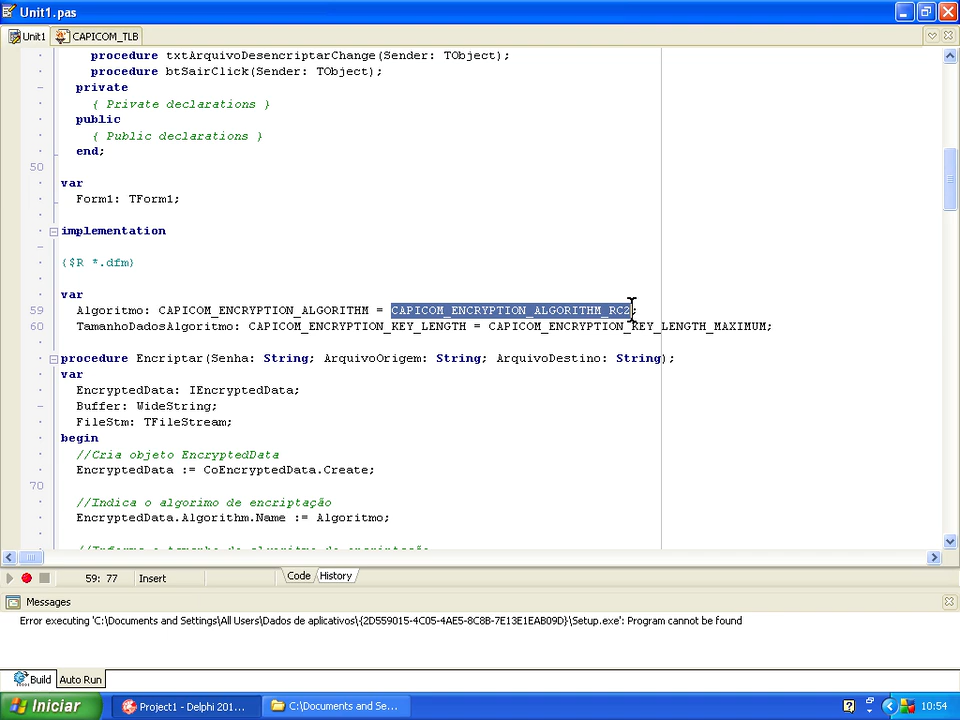 Unit1.pas
Unit1
CAPICOM_TLB
procedure txtArquivoDesencriptarChange(Sender: TObject);
procedure btSairClick(Sender: TObject);
private
{ Private declarations }
public
{ Public declarations }
end;
50
var
Form1: TForm1;
implementation
{$R *.dfm}
var
59 Algoritmo: CAPICOM_ENCRYPTION_ALGORITHM = CAPICOM_ENCRYPTION_ALGORITHM_RC2;
60 TamanhoDadosAlgoritmo: CAPICOM_ENCRYPTION_KEY_LENGTH = CAPICOM_ENCRYPTION_KEY_LENGTH_MAXIMUM;
procedure Encriptar(Senha: String; ArquivoOrigem: String; ArquivoDestino: String);
var
EncryptedData: IEncryptedData;
Buffer: WideString;
FileStm: TFileStream;
begin
//Cria objeto EncryptedData
EncryptedData := CoEncryptedData.Create;
70
//Indica o algorimo de encriptação
EncryptedData.Algorithm.Name := Algoritmo;
59: 77
Insert
Code
History
Messages
Error executing 'C:\Documents and Settings\All Users\Dados de aplicativos\{2D559015-4C05-4AE5-8C8B-7E13E1EAB09D}\Setup.exe': Program cannot be found
Build
Auto Run
Iniciar
Project1 - Delphi 201...
C:\Documents and Se...
10:54